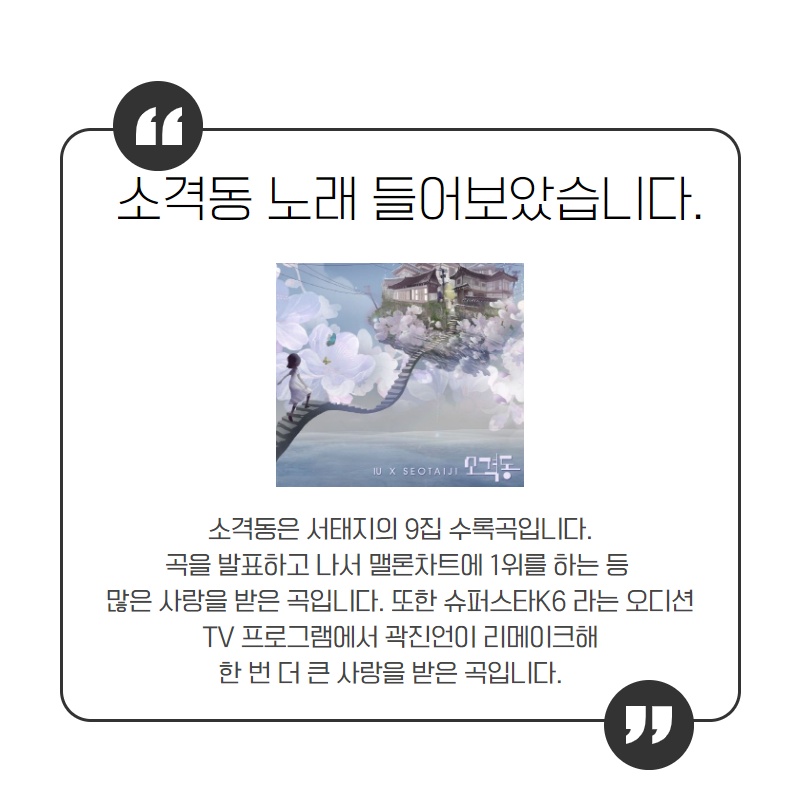 소격동 노래 들어보았습니다.
IU X SEOTAIJI 소격동
소격동은 서태지의 9집 수록곡입니다.
곡을 발표하고 나서 맬론차트에 1위를 하는 등
많은 사랑을 받은 곡입니다. 또한 슈퍼스타K6 라는 오디션
TV 프로그램에서 곽진언이 리메이크해
한 번 더 큰 사랑을 받은 곡입니다.